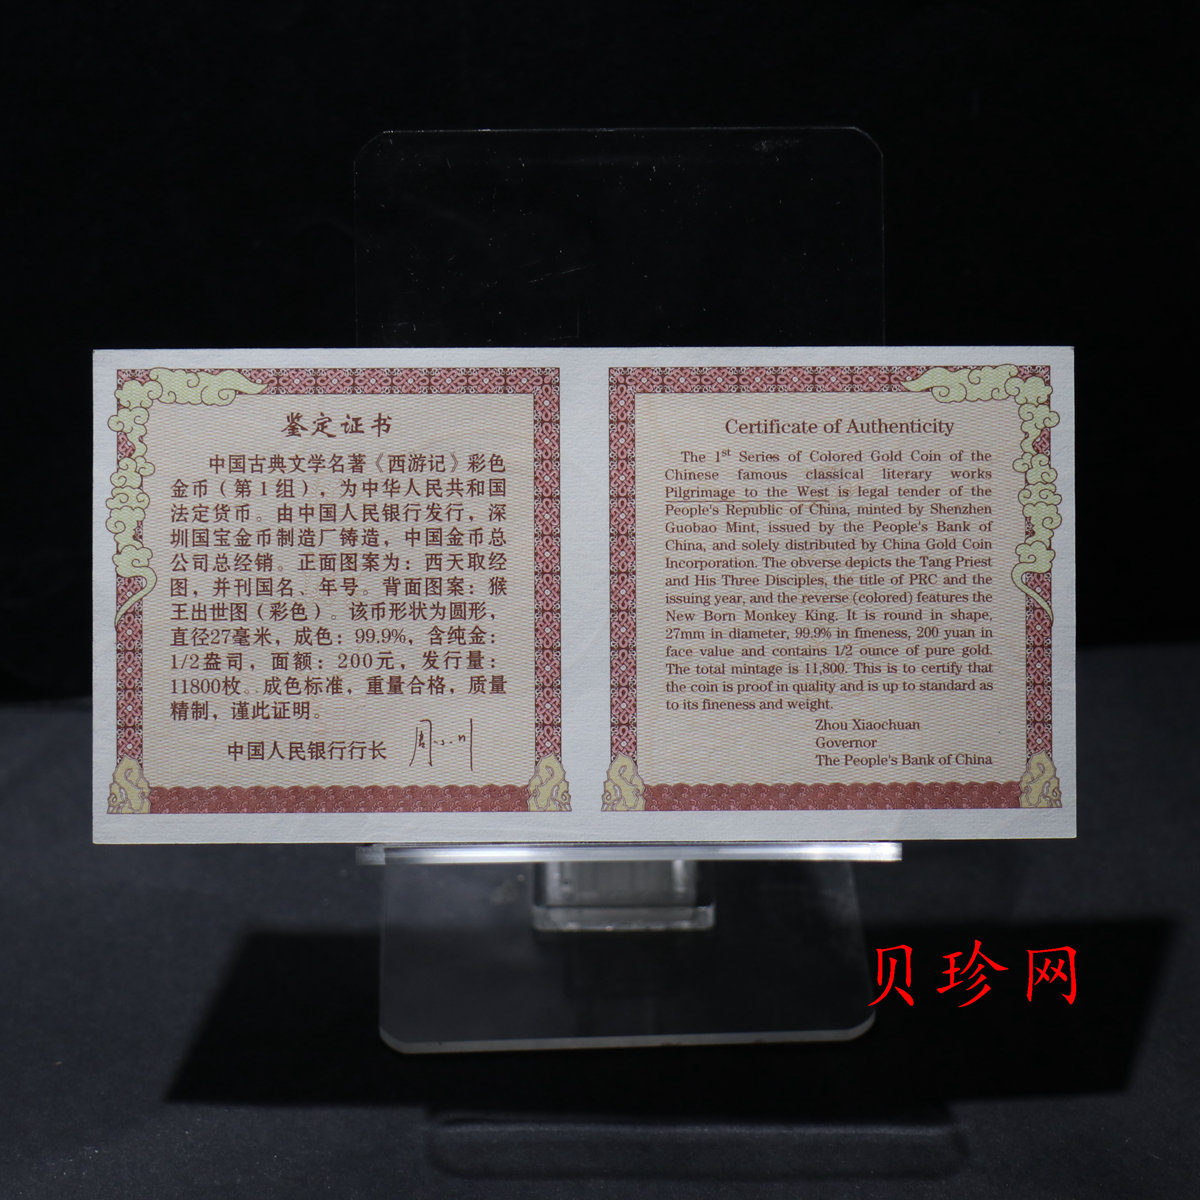 鉴定证书
中国古典文学名著《西游记》彩色
金币（第1组），为中华人民共和国
法定货币。由中国人民银行发行，深
圳国宝金币制造厂铸造，中国金币总
公司总经销。正面图案为：西天取经
图，并刊国名、年号。背面图案：猴
王出世图（彩色）。该币形状为圆形，
直径27毫米，成色：99.9%，含纯金：
1/2盎司，面额：200元，发行量：
11800枚。成色标准，重量合格，质量
精制，谨此证明。
中国人民银行行长 周小川
Certificate of Authenticity
The 1st Series of Colored Gold Coin of the
Chinese famous classical literary works
Pilgrimage to the West is legal tender of the
People's Republic of China, minted by Shenzhen
Guobao Mint, issued by the People's Bank of
China, and solely distributed by China Gold Coin
Incorporation. The obverse depicts the Tang Priest
and His Three Disciples, the title of PRC and the
issuing year, and the reverse (colored) features the
New Born Monkey King. It is round in shape,
27mm in diameter, 99.9% in fineness, 200 yuan in
face value and contains 1/2 ounce of pure gold.
The total mintage is 11,800. This is to certify that
the coin is proof in quality and is up to standard as
to its fineness and weight.
Zhou Xiaochuan
Governor
The People's Bank of China
贝珍网